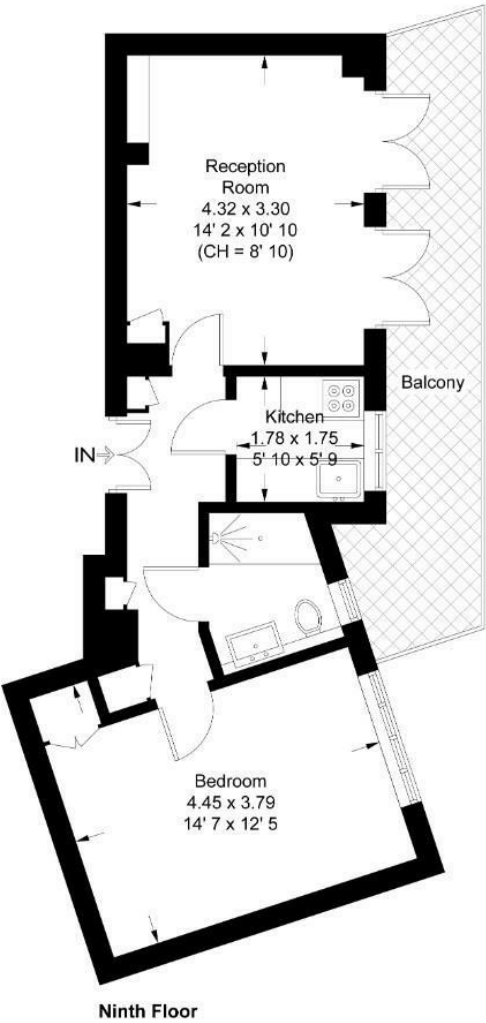 Reception
Room
4.32 x 3.30
14' 2 x 10' 10
(CH = 8' 10)
Balcony
Kitchen
1.78 x 1.75
5' 10 x 5' 9
IN
Bedroom
4.45 x 3.79
14' 7 x 12' 5
Ninth Floor